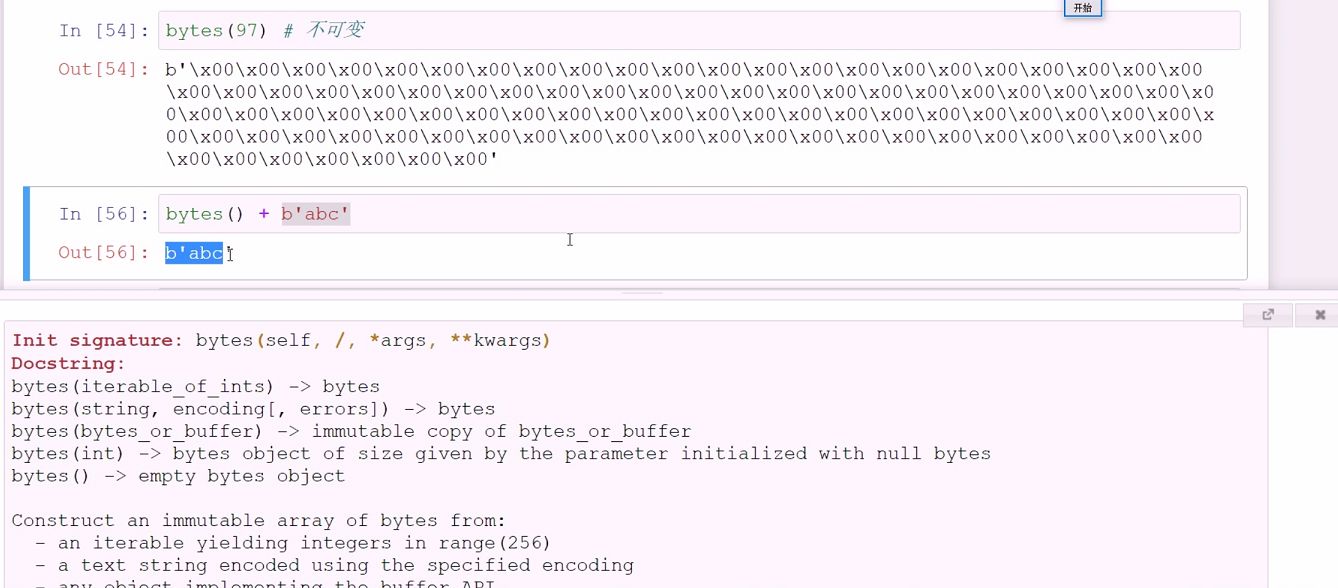 开始
In [54]: bytes(97) # 不可变
Out[54]: b'\x00\x00\x00\x00\x00\x00\x00\x00\x00\x00\x00\x00\x00\x00\x00\x00\x00\x00\x00\x00\x00\x00
\x00\x00\x00\x00\x00\x00\x00\x00\x00\x00\x00\x00\x00\x00\x00\x00\x00\x00\x00\x00\x00\x00\x0
0\x00\x00\x00\x00\x00\x00\x00\x00\x00\x00\x00\x00\x00\x00\x00\x00\x00\x00\x00\x00\x00\x00\x
00\x00\x00\x00\x00\x00\x00\x00\x00\x00\x00\x00\x00\x00\x00\x00\x00\x00\x00\x00\x00\x00\x00
\x00\x00\x00\x00\x00\x00\x00'
In [56]: bytes() + b'abc'
Out[56]: b'abc'
Init signature: bytes(self, /, *args, **kwargs)
Docstring:
bytes(iterable_of_ints) -> bytes
bytes(string, encoding[, errors]) -> bytes
bytes(bytes_or_buffer) -> immutable copy of bytes_or_buffer
bytes(int) -> bytes object of size given by the parameter initialized with null bytes
bytes() -> empty bytes object
Construct an immutable array of bytes from:
- an iterable yielding integers in range(256)
- a text string encoded using the specified encoding
- any object implementing the buffer API